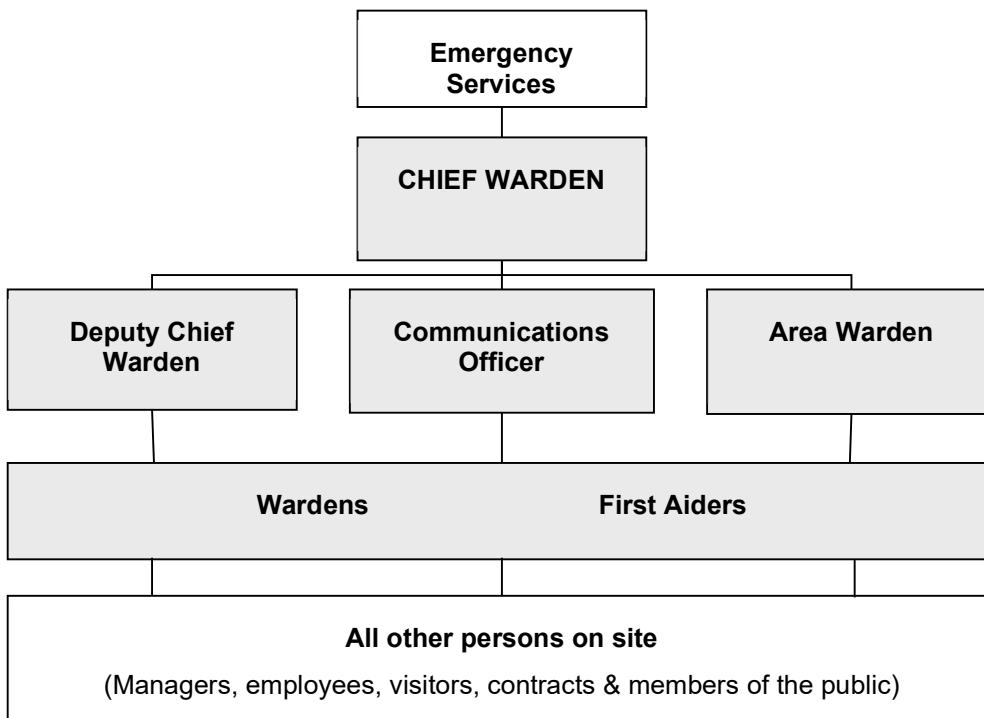 Emergency
Services
CHIEF WARDEN
Deputy Chief
Warden
Communications
Officer
Area Warden
Wardens First Aiders
All other persons on site
(Managers, employees, visitors, contracts & members of the public)